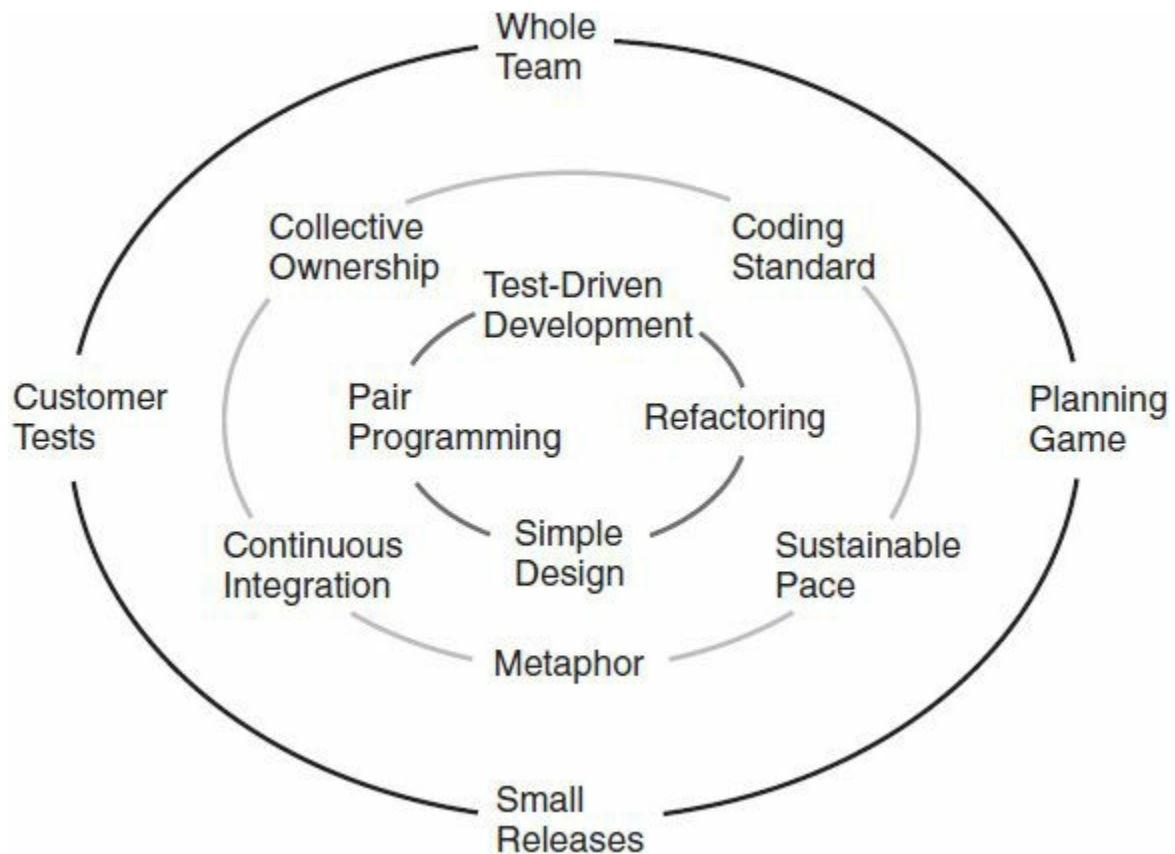 Whole
Team
Collective
Ownership
Coding
Standard
Test-Driven
Development
Customer
Tests
Pair
Programming
Refactoring
Planning
Game
Continuous
Integration
Simple
Design
Sustainable
Pace
Metaphor
Small
Releases